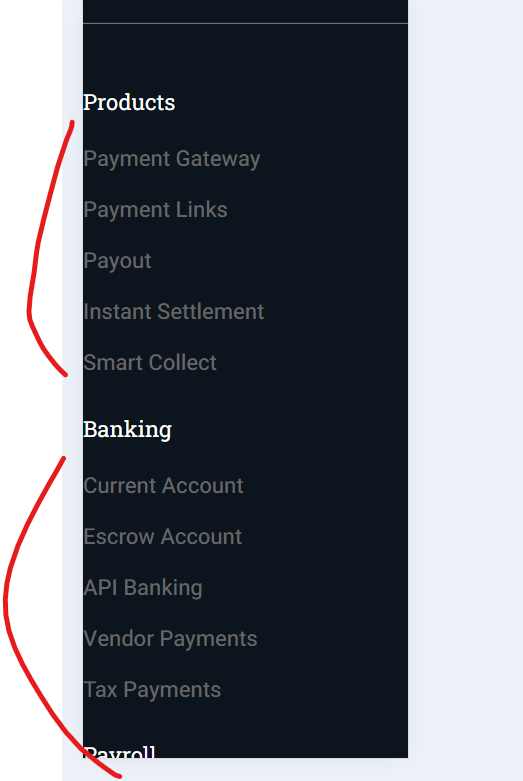 Products
Payment Gateway
Payment Links
Payout
Instant Settlement
Smart Collect
Banking
Current Account
Escrow Account
API Banking
Vendor Payments
Tax Payments
Payroll